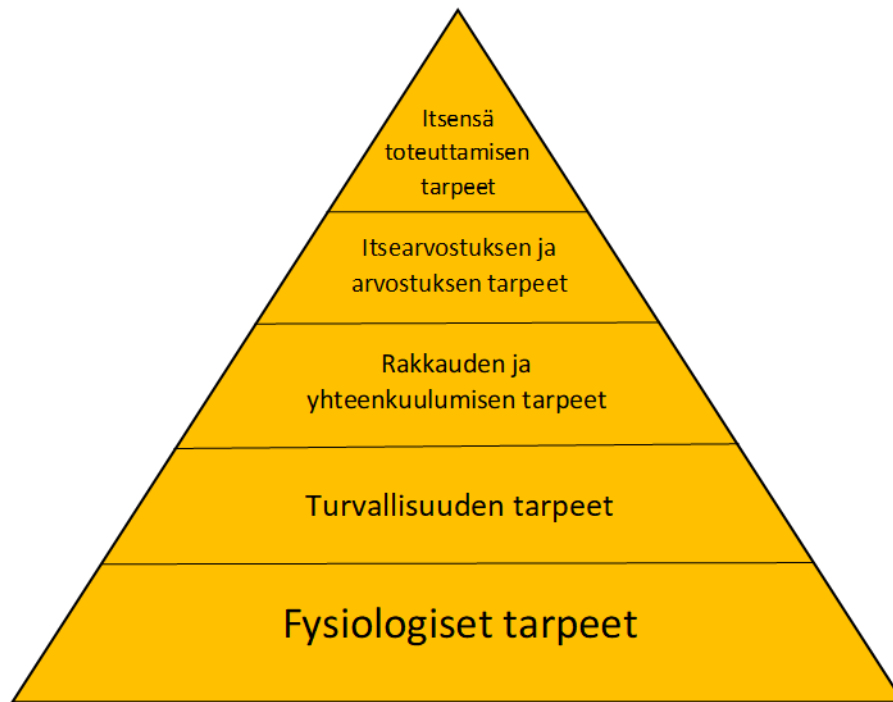 Itsensä
toteuttamisen
tarpeet
Itsearvostuksen ja
arvostuksen tarpeet
Rakkauden ja
yhteenkuulumisen tarpeet
Turvallisuuden tarpeet
Fysiologiset tarpeet